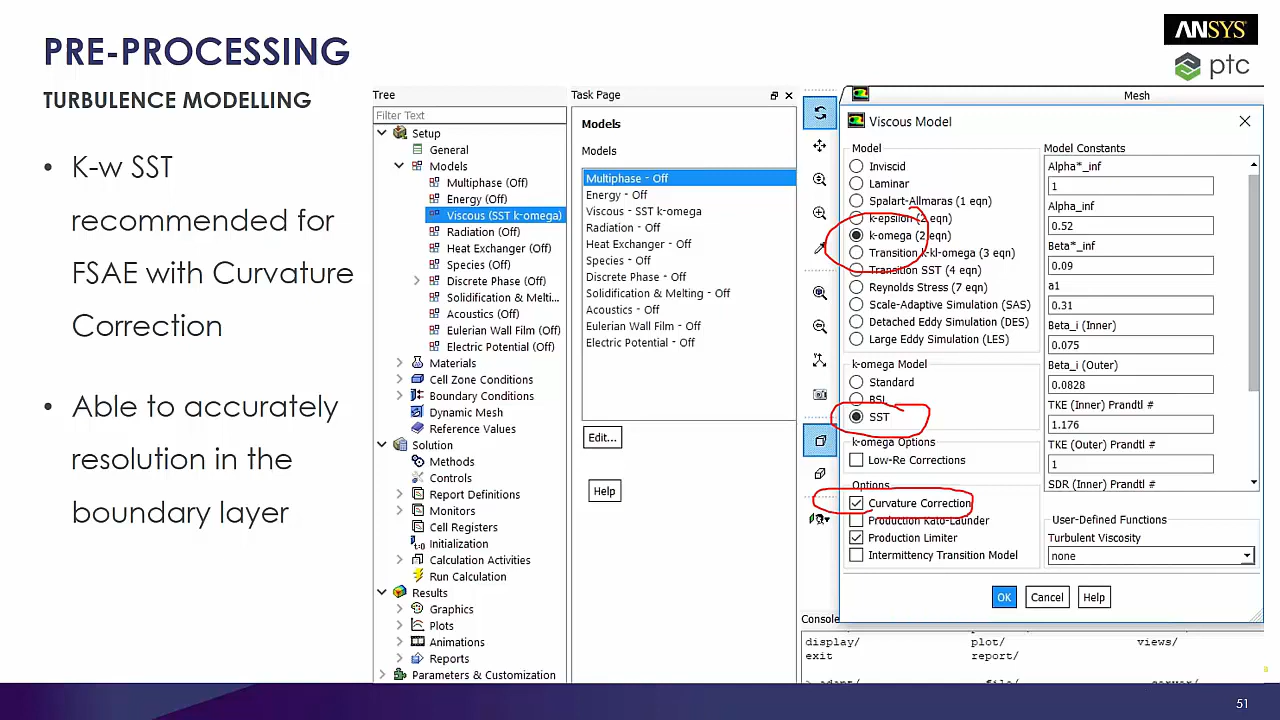 PRE-PROCESSING
ANSYS
ptc
TURBULENCE MODELLING
• K-w SST
recommended for
FSAE with Curvature
Correction
• Able to accurately
resolution in the
boundary layer
Tree
Filter Text
Setup
General
Models
Multiphase (Off)
Energy (Off)
Viscous (SST k-omega)
Radiation (Off)
Heat Exchanger (Off)
Species (Off)
Discrete Phase (Off)
Solidification & Melt...
Acoustics (Off)
Eulerian Wall Film (Off)
Electric Potential (Off)
Materials
Cell Zone Conditions
Boundary Conditions
Dynamic Mesh
Reference Values
Solution
Methods
Controls
Report Definitions
Monitors
Cell Registers
Initialization
Calculation Activities
Run Calculation
Results
Graphics
Plots
Animations
Reports
Parameters & Customization
Task Page
Models
Models
Multiphase - Off
Energy - Off
Viscous - SST k-omega
Radiation - Off
Heat Exchanger - Off
Species - Off
Discrete Phase - Off
Solidification & Melting - Off
Acoustics - Off
Eulerian Wall Film - Off
Electric Potential - Off
Edit...
Help
Mesh
Viscous Model
Model
Inviscid
Laminar
Spalart-Allmaras (1 eqn)
k-epsilon (2 eqn)
k-omega (2 eqn)
Transition k-kl-omega (3 eqn)
Transition SST (4 eqn)
Reynolds Stress (7 eqn)
Scale-Adaptive Simulation (SAS)
Detached Eddy Simulation (DES)
Large Eddy Simulation (LES)
k-omega Model
Standard
BSL
SST
k-omega Options
Low-Re Corrections
Options
Curvature Correction
Production Kato-Launder
Production Limiter
Intermittency Transition Model
Model Constants
Alpha*_inf
1
Alpha_inf
0.52
Beta*_inf
0.09
a1
0.31
Beta_i (Inner)
0.075
Beta_i (Outer)
0.0828
TKE (Inner) Prandtl #
1.176
TKE (Outer) Prandtl #
1
SDR (Inner) Prandtl #
User-Defined Functions
Turbulent Viscosity
none
OK
Cancel
Help
Console
display/ plot/ views/
exit report/
51